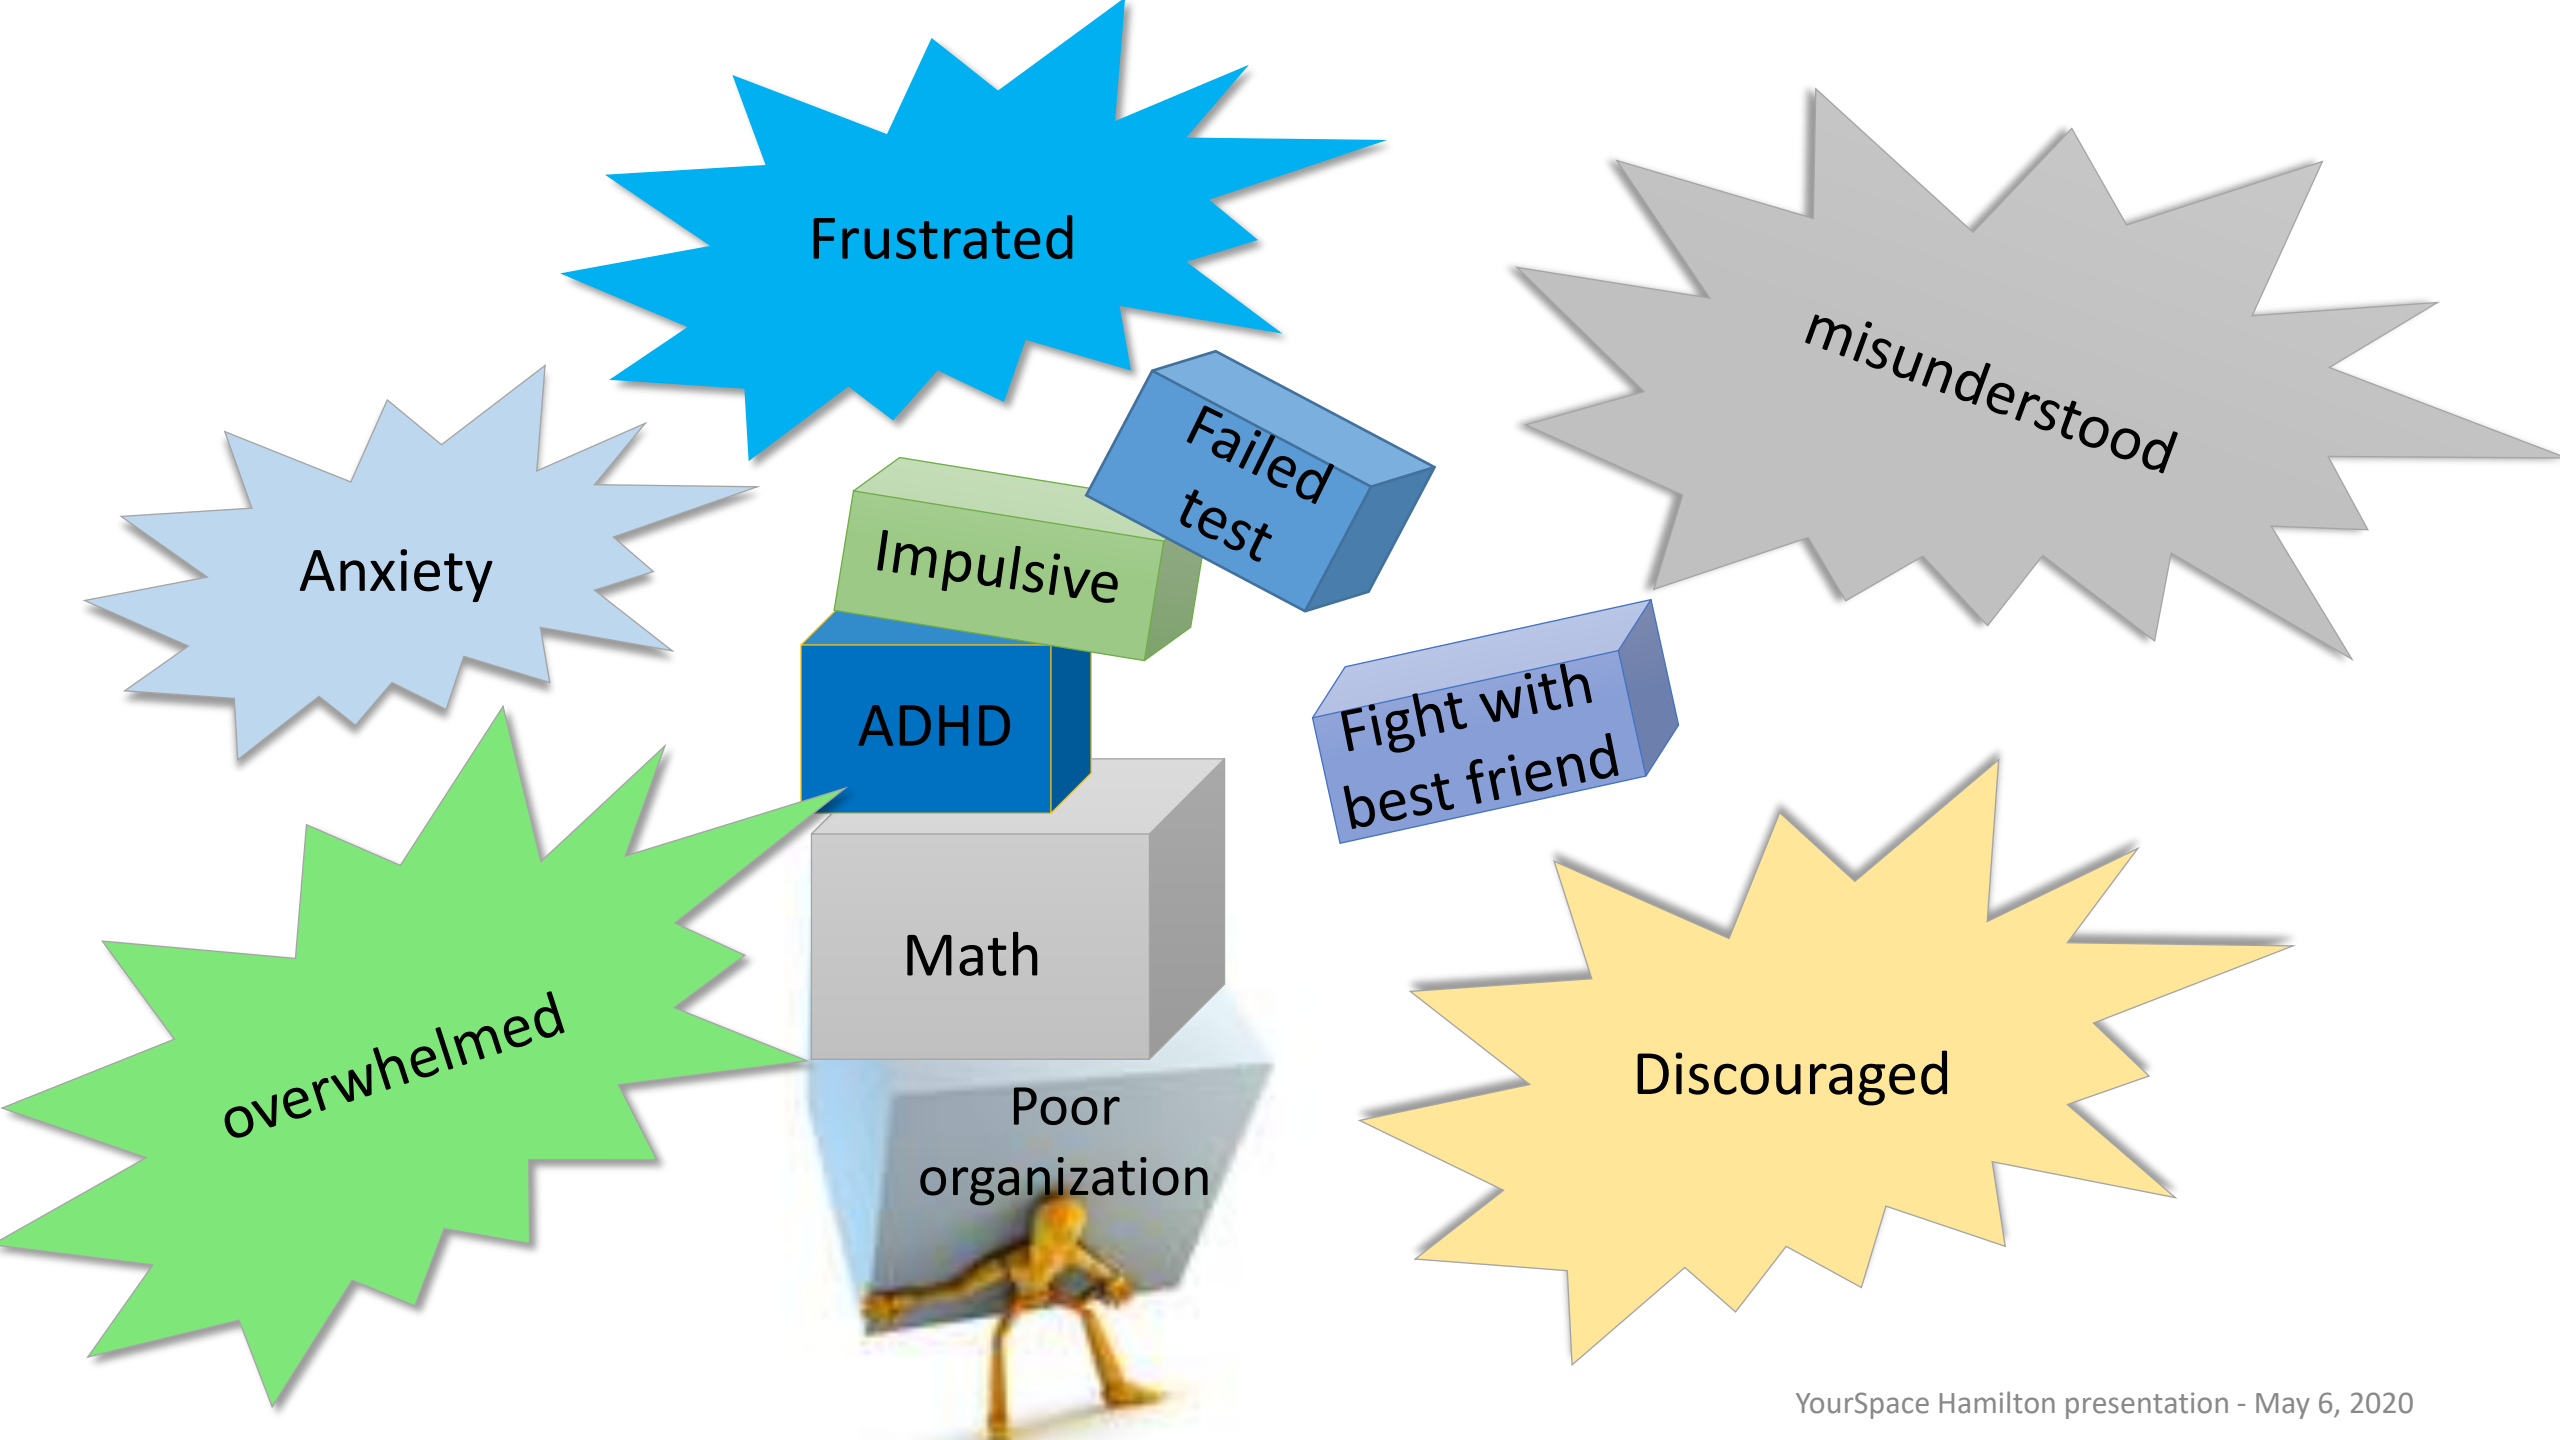 Frustrated
misunderstood
Failed
test
Impulsive
Anxiety
Fight with
best friend
ADHD
Math
overwhelmed
Discouraged
Poor
organization
YourSpace Hamilton presentation - May 6, 2020